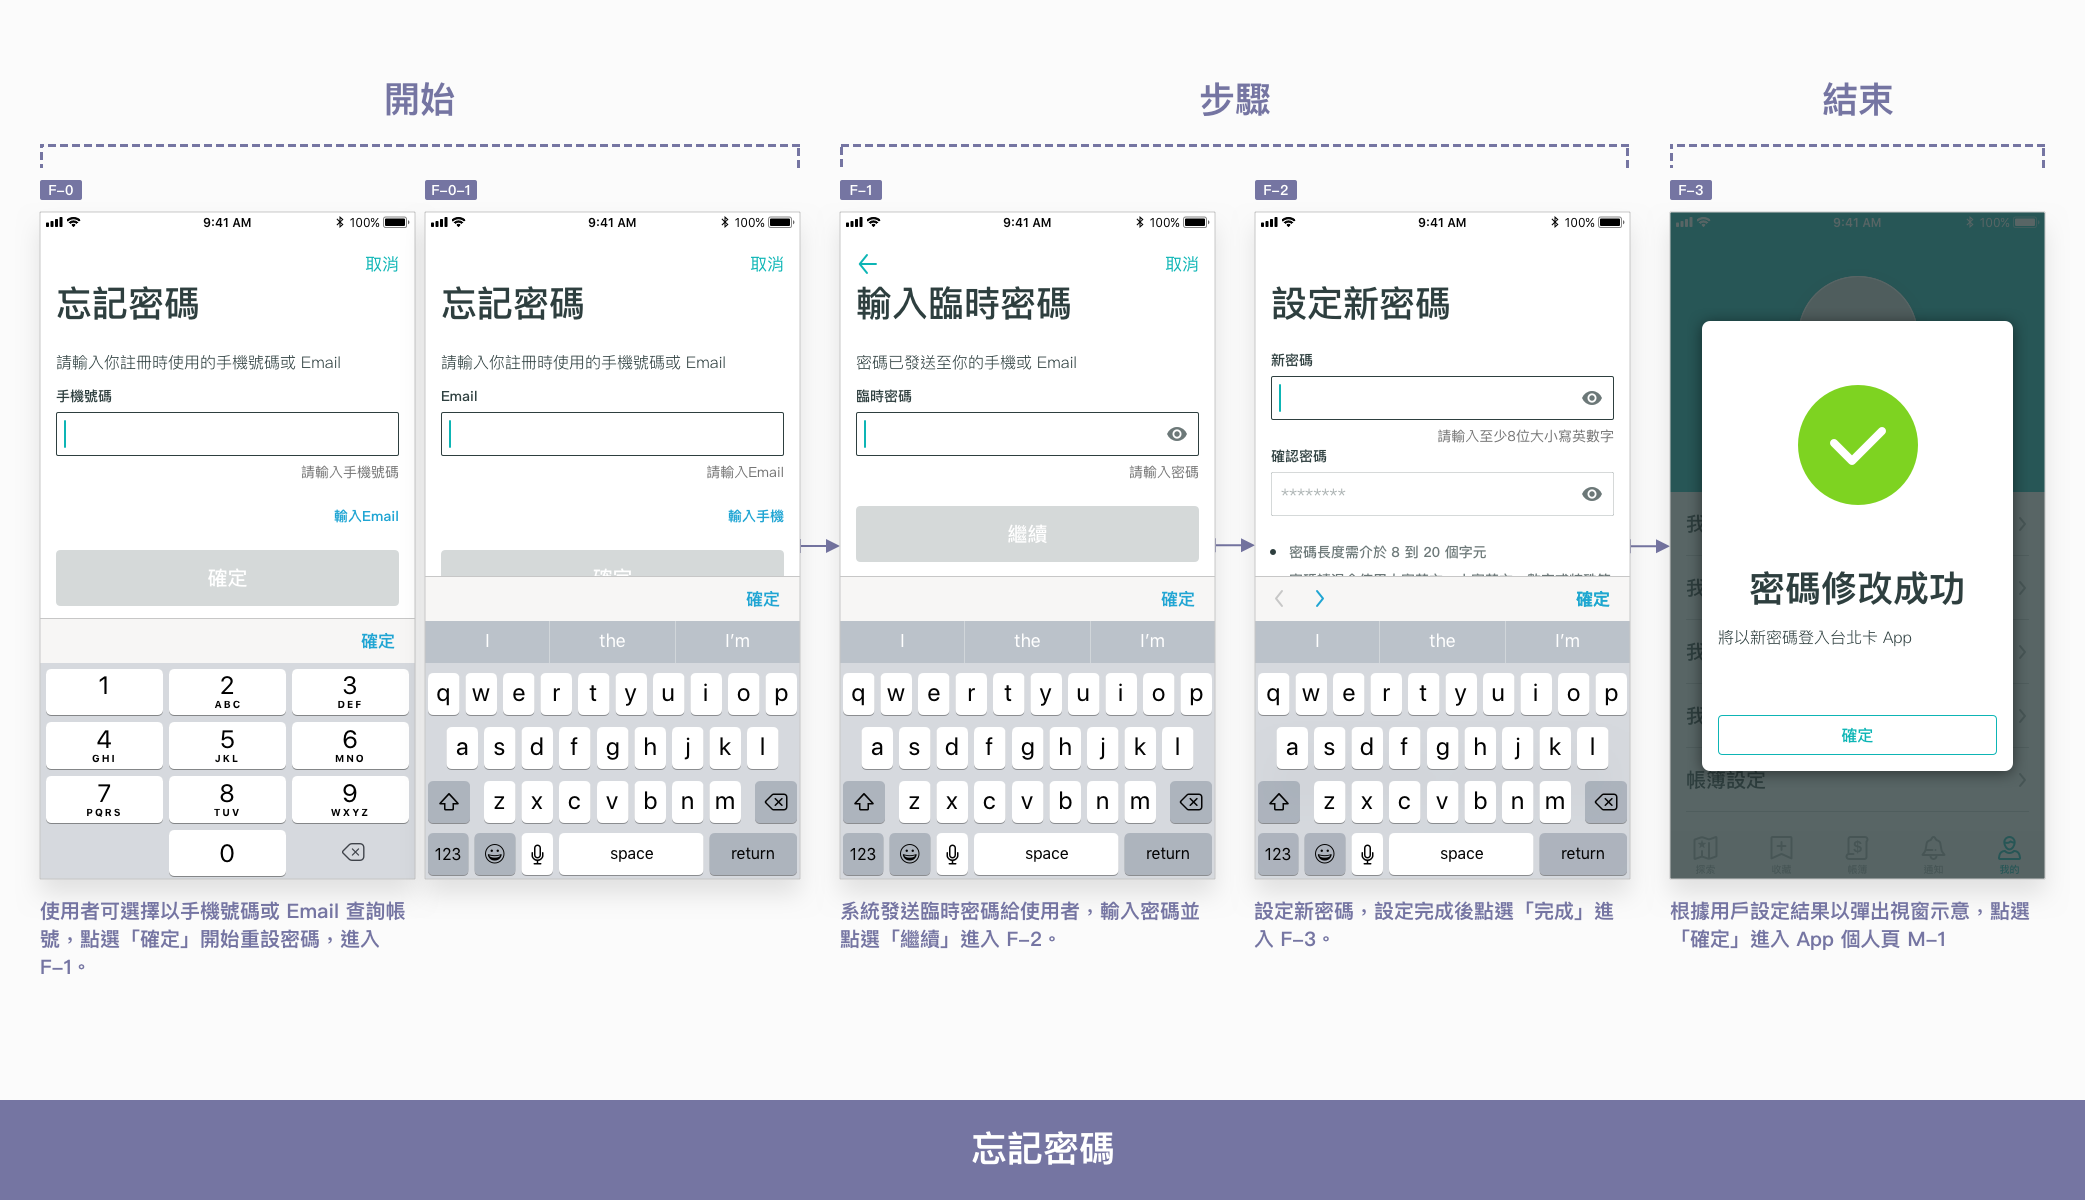 開始
步驟
結束
F-0
9:41 AM
100%
取消
忘記密碼
請輸入你註冊時使用的手機號碼或 Email
手機號碼
請輸入手機號碼
輸入Email
確定
確定
1
2
ABC
3
DEF
4
GHI
5
JKL
6
MNO
7
PQRS
8
TUV
9
WXYZ
0
使用者可選擇以手機號碼或 Email 查詢帳
號，點選「確定」開始重設密碼，進入
F-1。
F-0-1
9:41 AM
100%
取消
忘記密碼
請輸入你註冊時使用的手機號碼或 Email
Email
請輸入Email
輸入手機
確定
確定
I the I'm
q w e r t y u i o p
a s d f g h j k l
z x c v b n m
123 space return
F-1
9:41 AM
100%
取消
輸入臨時密碼
密碼已發送至你的手機或 Email
臨時密碼
請輸入密碼
繼續
確定
I the I'm
q w e r t y u i o p
a s d f g h j k l
z x c v b n m
123 space return
系統發送臨時密碼給使用者，輸入密碼並
點選「繼續」進入 F-2。
F-2
9:41 AM
100%
設定新密碼
新密碼
請輸入至少8位大小寫英數字
確認密碼
********
密碼長度需介於 8 到 20 個字元
確定
I the I'm
q w e r t y u i o p
a s d f g h j k l
z x c v b n m
123 space return
設定新密碼，設定完成後點選「完成」進
入 F-3。
F-3
9:41 AM
100%
密碼修改成功
將以新密碼登入台北卡 App
確定
我
我
我
我
帳簿設定
探索 收藏 帳簿 通知 我的
根據用戶設定結果以彈出視窗示意，點選
「確定」進入 App 個人頁 M-1
忘記密碼